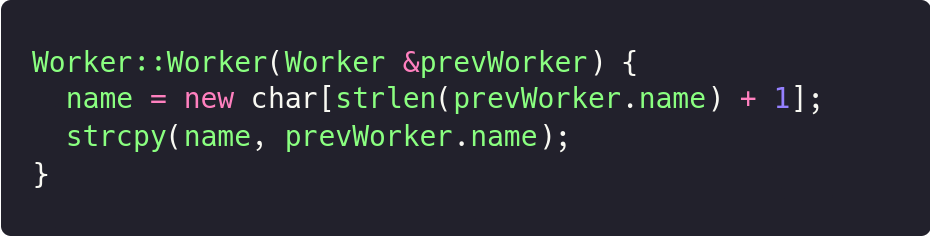 Worker::Worker(Worker &prevWorker) {
  name = new char[strlen(prevWorker.name) + 1];
  strcpy(name, prevWorker.name);
}